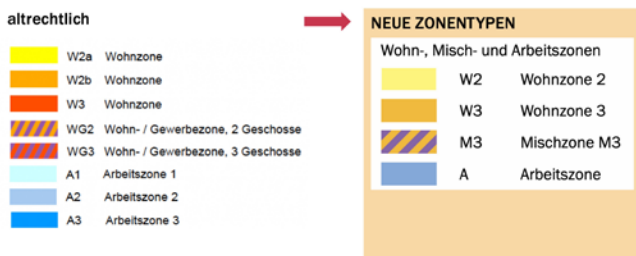 altrechtlich
W2a Wohnzone
W2b Wohnzone
W3 Wohnzone
WG2 Wohn- / Gewerbezone, 2 Geschosse
WG3 Wohn- / Gewerbezone, 3 Geschosse
A1 Arbeitszone 1
A2 Arbeitszone 2
A3 Arbeitszone 3
NEUE ZONENTYPEN
Wohn-, Misch- und Arbeitszonen
W2 Wohnzone 2
W3 Wohnzone 3
M3 Mischzone M3
A Arbeitszone